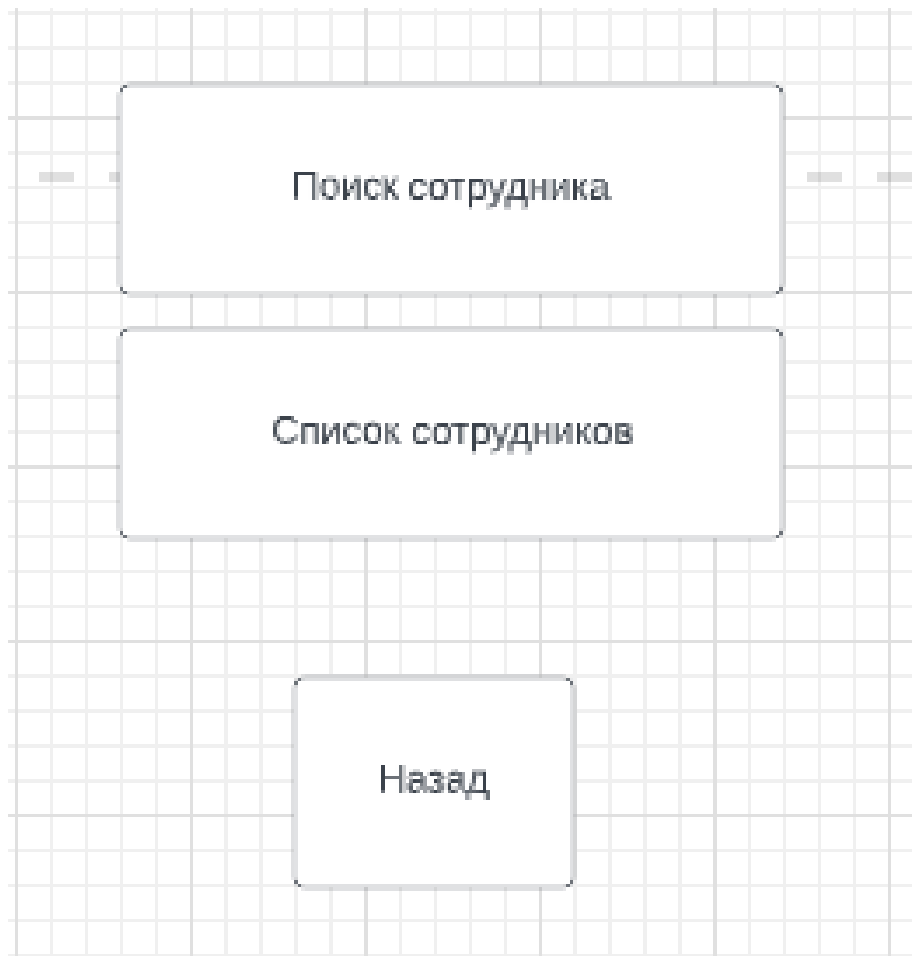 Поиск сотрудника
Список сотрудников
Назад